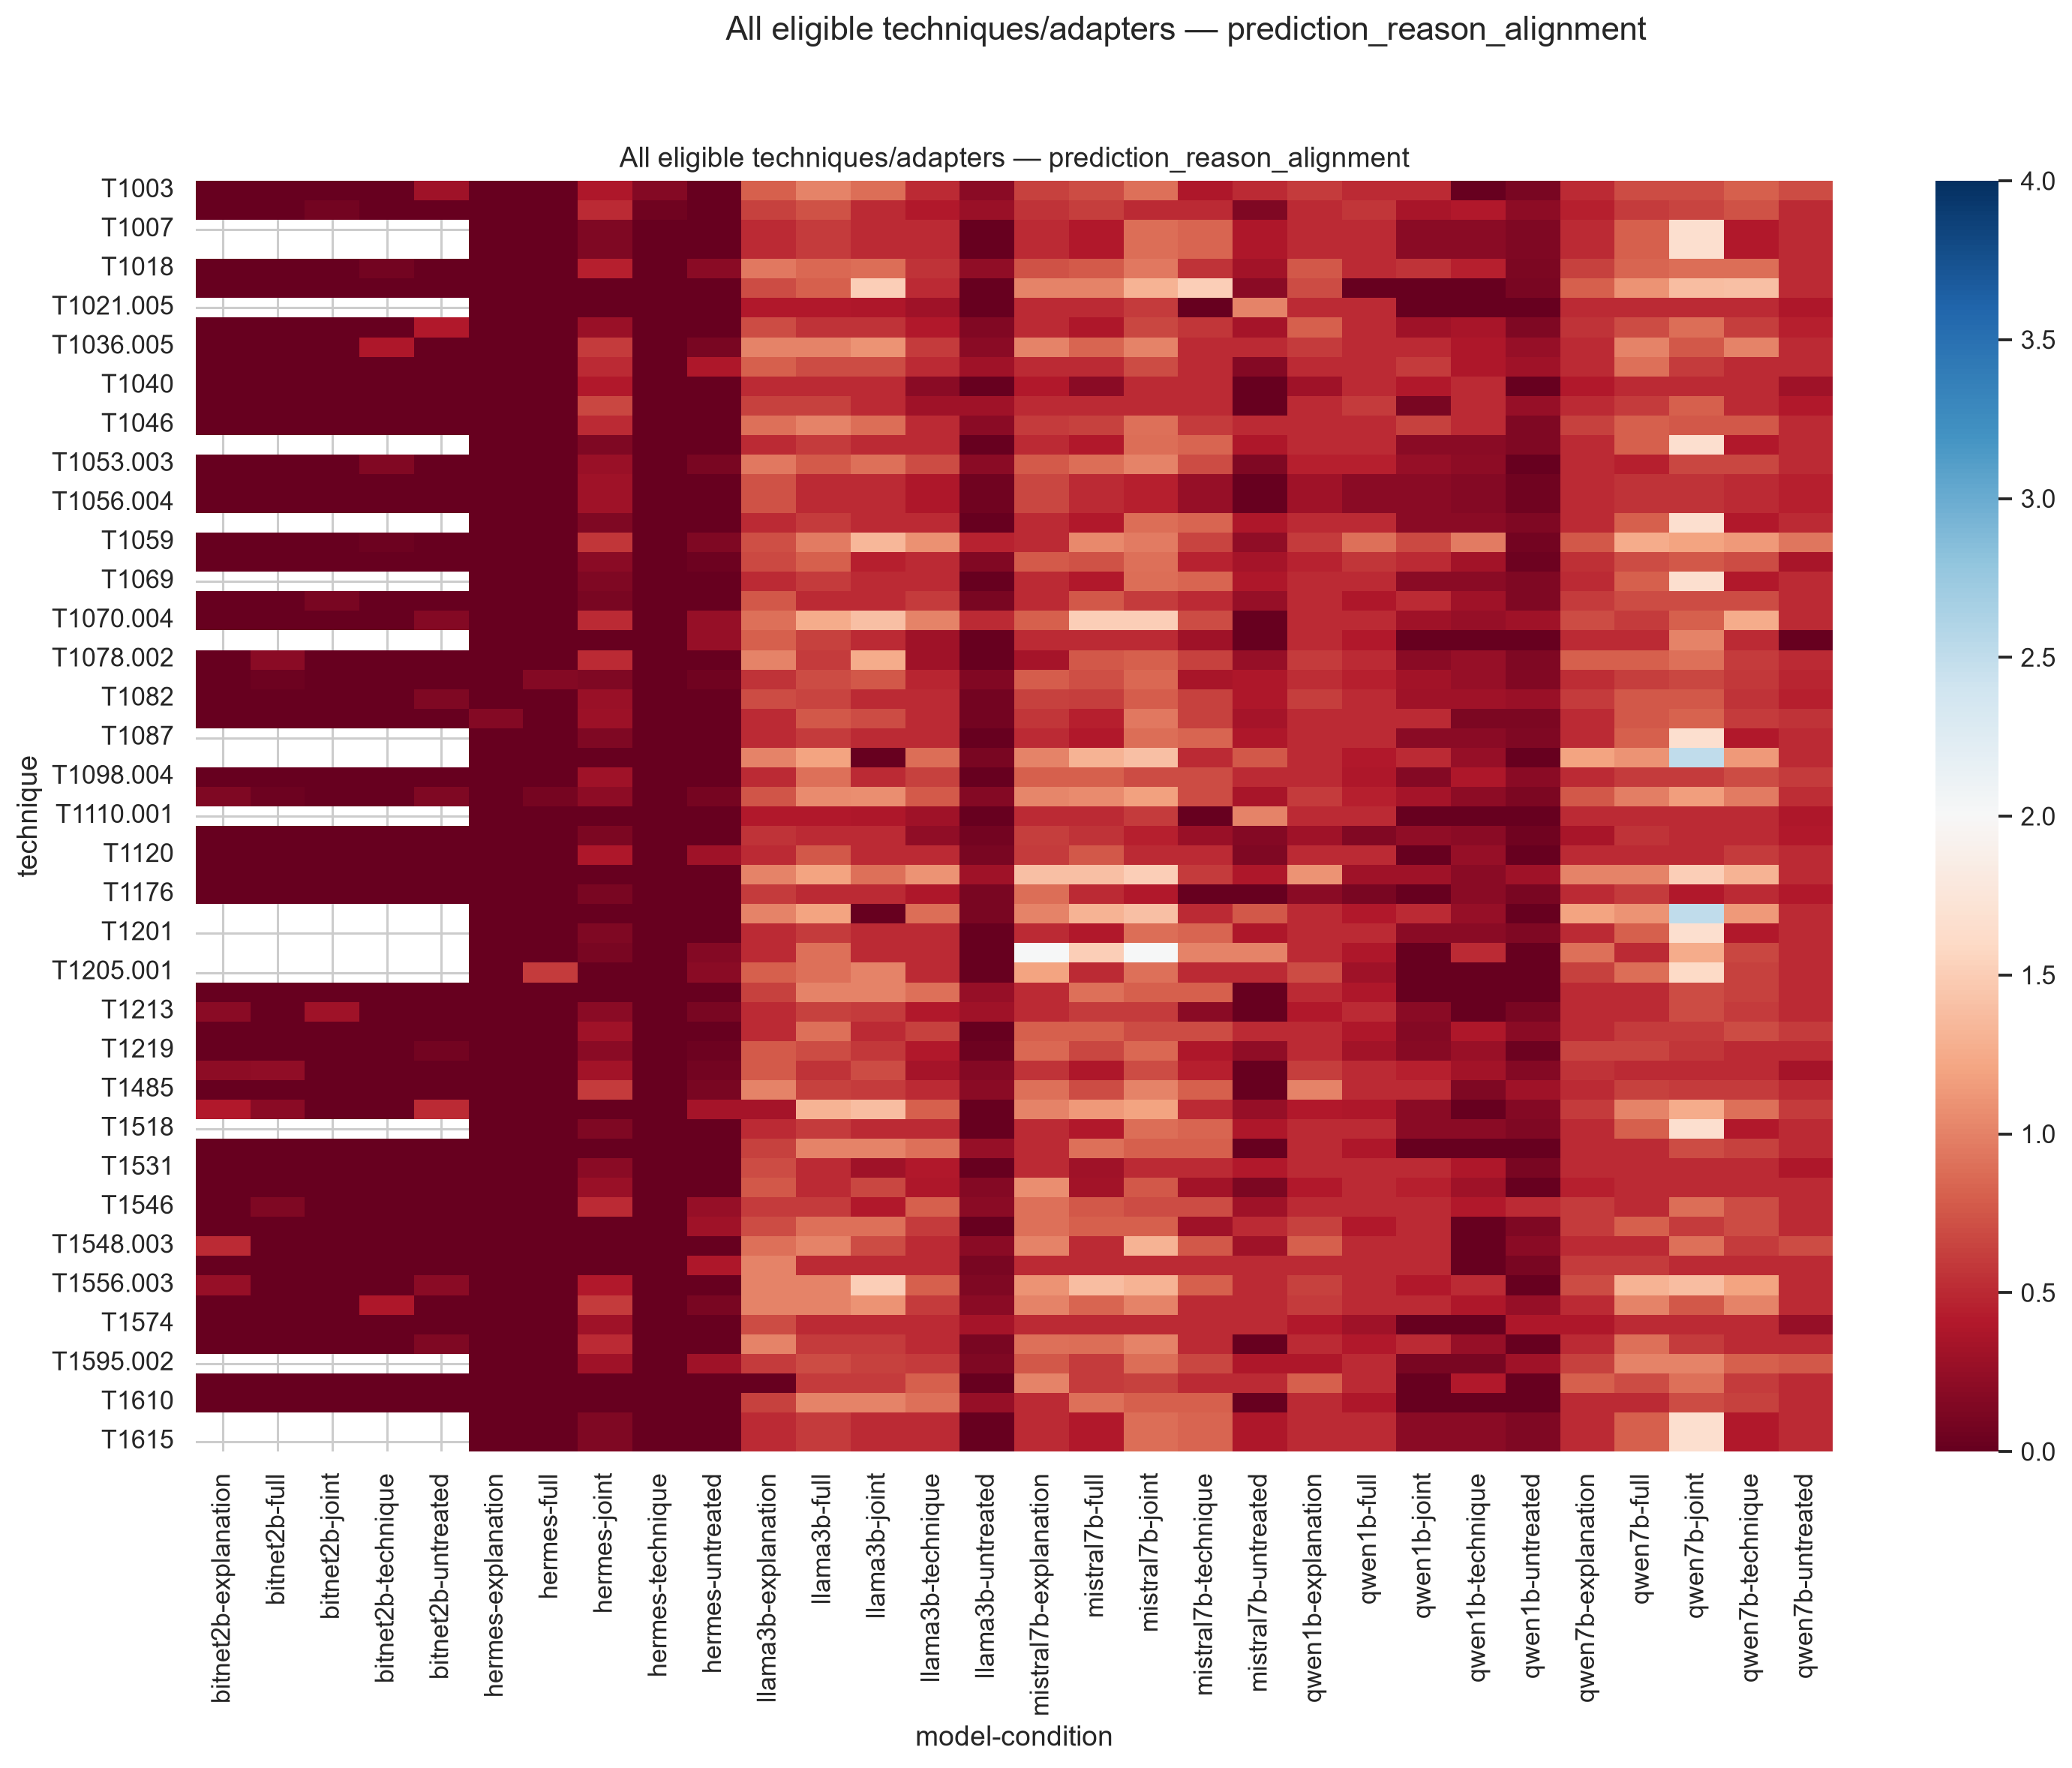 All eligible techniques/adapters — prediction_reason_alignment
All eligible techniques/adapters — prediction_reason_alignment
technique
T1003
T1007
T1018
T1021.005
T1036.005
T1040
T1046
T1053.003
T1056.004
T1059
T1069
T1070.004
T1078.002
T1082
T1087
T1098.004
T1110.001
T1120
T1176
T1201
T1205.001
T1213
T1219
T1485
T1518
T1531
T1546
T1548.003
T1556.003
T1574
T1595.002
T1610
T1615
4.0
3.5
3.0
2.5
2.0
1.5
1.0
0.5
0.0
bitnet2b-explanation
bitnet2b-full
bitnet2b-joint
bitnet2b-technique
bitnet2b-untreated
hermes-explanation
hermes-full
hermes-joint
hermes-technique
hermes-untreated
llama3b-explanation
llama3b-full
llama3b-joint
llama3b-technique
llama3b-untreated
mistral7b-explanation
mistral7b-full
mistral7b-joint
mistral7b-technique
mistral7b-untreated
qwen1b-explanation
qwen1b-full
qwen1b-joint
qwen1b-technique
qwen1b-untreated
qwen7b-explanation
qwen7b-full
qwen7b-joint
qwen7b-technique
qwen7b-untreated
model-condition